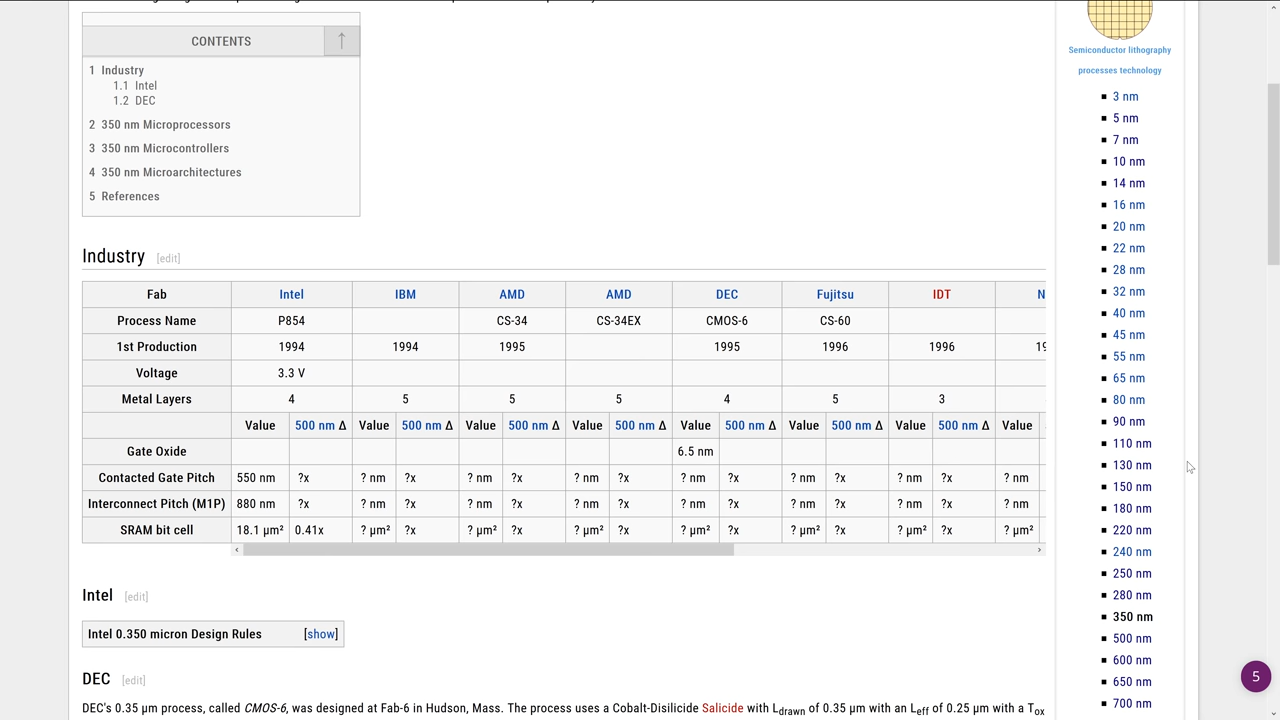 CONTENTS ↑
1 Industry
1.1 Intel
1.2 DEC
2 350 nm Microprocessors
3 350 nm Microcontrollers
4 350 nm Microarchitectures
5 References
Industry [edit]
Fab Intel IBM AMD AMD DEC Fujitsu IDT N
Process Name P854 CS-34 CS-34EX CMOS-6 CS-60
1st Production 1994 1994 1995 1995 1996 1996 19
Voltage 3.3 V
Metal Layers 4 5 5 5 4 5 3
Value 500 nm Δ Value 500 nm Δ Value 500 nm Δ Value 500 nm Δ Value 500 nm Δ Value 500 nm Δ Value 500 nm Δ Value
Gate Oxide 6.5 nm
Contacted Gate Pitch 550 nm ?x ? nm ?x ? nm ?x ? nm ?x ? nm ?x ? nm ?x ? nm ?x ? nm
Interconnect Pitch (M1P) 880 nm ?x ? nm ?x ? nm ?x ? nm ?x ? nm ?x ? nm ?x ? nm ?x ? nm
SRAM bit cell 18.1 µm² 0.41x ? µm² ?x ? µm² ?x ? µm² ?x ? µm² ?x ? µm² ?x ? µm² ?x ? µm²
Intel [edit]
Intel 0.350 micron Design Rules [show]
DEC [edit]
DEC's 0.35 µm process, called CMOS-6, was designed at Fab-6 in Hudson, Mass. The process uses a Cobalt-Disilicide Salicide with Ldrawn of 0.35 µm with an Leff of 0.25 µm with a Tox
Semiconductor lithography
processes technology
3 nm
5 nm
7 nm
10 nm
14 nm
16 nm
20 nm
22 nm
28 nm
32 nm
40 nm
45 nm
55 nm
65 nm
80 nm
90 nm
110 nm
130 nm
150 nm
180 nm
220 nm
240 nm
250 nm
280 nm
350 nm
500 nm
600 nm
650 nm
700 nm
5